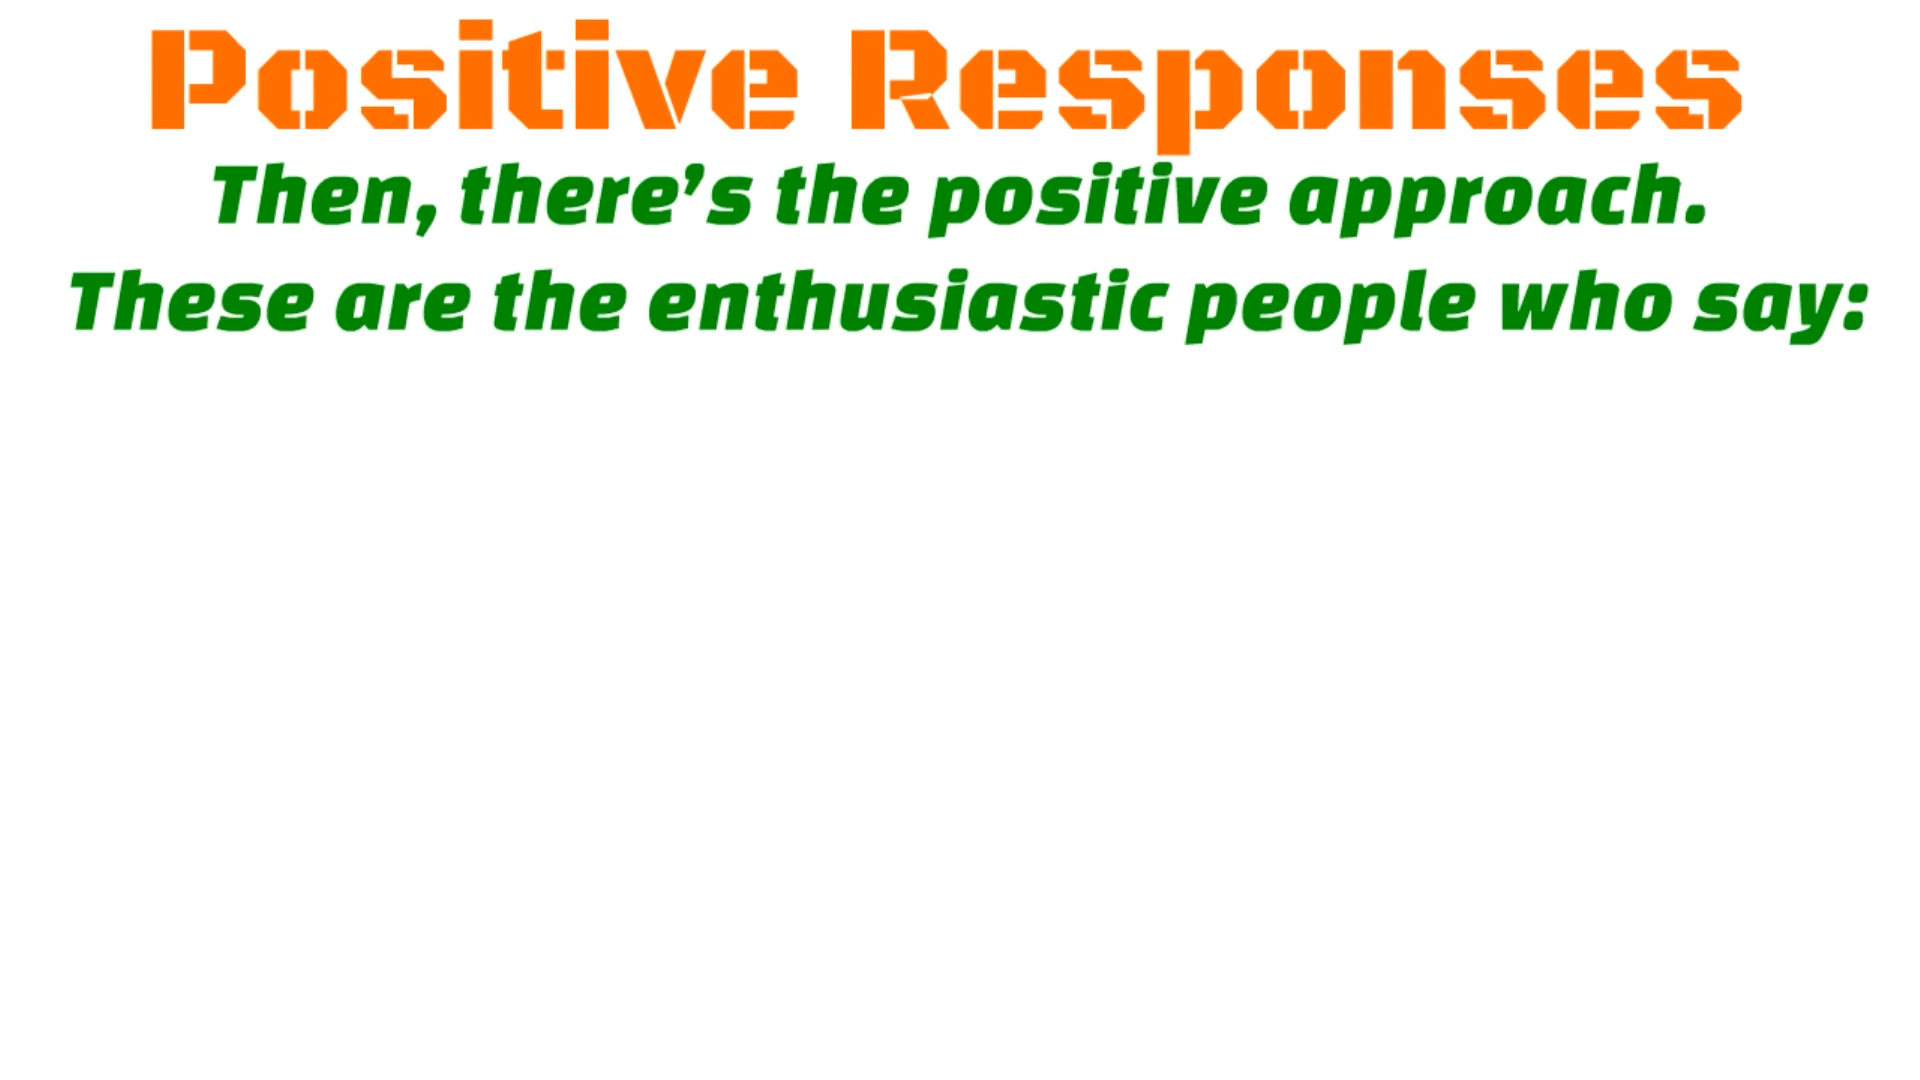 Positive Responses
Then, there’s the positive approach.
These are the enthusiastic people who say: